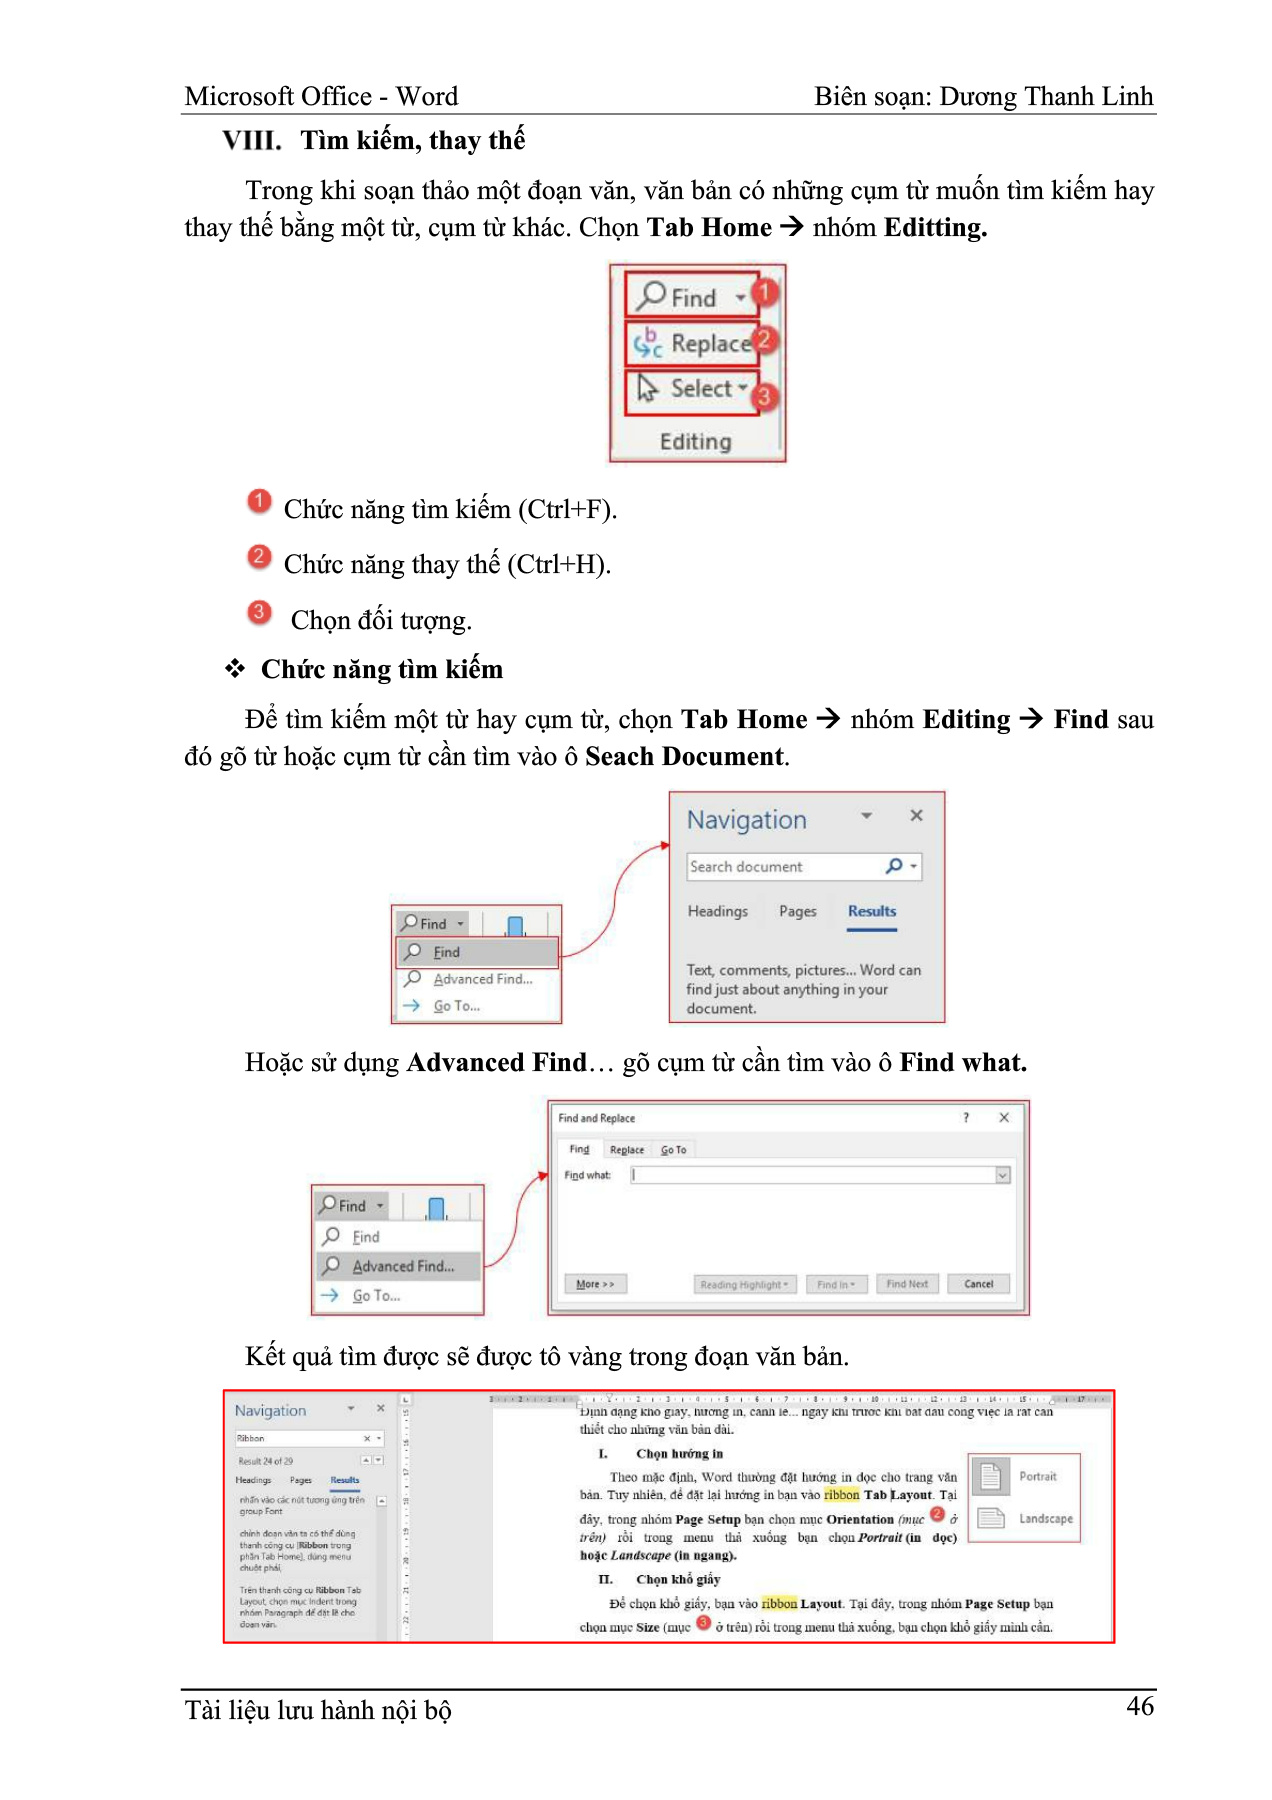 Microsoft Office - Word Biên soạn: Dương Thanh Linh
VIII. Tìm kiếm, thay thế
Trong khi soạn thảo một đoạn văn, văn bản có những cụm từ muốn tìm kiếm hay
thay thế bằng một từ, cụm từ khác. Chọn Tab Home → nhóm Editting.
Find 1
Replace 2
Select 3
Editing
1 Chức năng tìm kiếm (Ctrl+F).
2 Chức năng thay thế (Ctrl+H).
3 Chọn đối tượng.
❖ Chức năng tìm kiếm
Để tìm kiếm một từ hay cụm từ, chọn Tab Home → nhóm Editing → Find sau
đó gõ từ hoặc cụm từ cần tìm vào ô Seach Document.
Navigation
Search document
Headings Pages Results
Text, comments, pictures... Word can
find just about anything in your
document.
Find
Find
Advanced Find...
Go To...
Hoặc sử dụng Advanced Find… gõ cụm từ cần tìm vào ô Find what.
Find and Replace ? ×
Find Replace Go To
Find what:
More >> Reading Highlight Find In Find Next Cancel
Find
Find
Advanced Find...
Go To...
Kết quả tìm được sẽ được tô vàng trong đoạn văn bản.
Navigation
Ribbon
Result 24 of 29
Headings Pages Results
nhấn vào các nút tương ứng trên
group Font
chỉnh đoạn văn ta có thể dùng
thanh công cụ (Ribbon trong
phần Tab Home), dùng menu
chuột phải,
Trên thanh công cụ Ribbon Tab
Layout, chọn mục Indent trong
nhóm Paragraph để đặt lề cho
đoạn văn.
Định dạng khổ giấy, hướng in, canh lề... ngay khi trước khi bắt đầu công việc là rất cần
thiết cho những văn bản dài.
I. Chọn hướng in
Theo mặc định, Word thường đặt hướng in dọc cho trang văn
bản. Tuy nhiên, để đặt lại hướng in bạn vào ribbon Tab Layout. Tại
đây, trong nhóm Page Setup bạn chọn mục Orientation (mục 2 ở
trên) rồi trong menu thả xuống bạn chọn Portrait (in dọc)
hoặc Landscape (in ngang).
Portrait
Landscape
II. Chọn khổ giấy
Để chọn khổ giấy, bạn vào ribbon Layout. Tại đây, trong nhóm Page Setup bạn
chọn mục Size (mục 3 ở trên) rồi trong menu thả xuống, bạn chọn khổ giấy mình cần.
Tài liệu lưu hành nội bộ 46